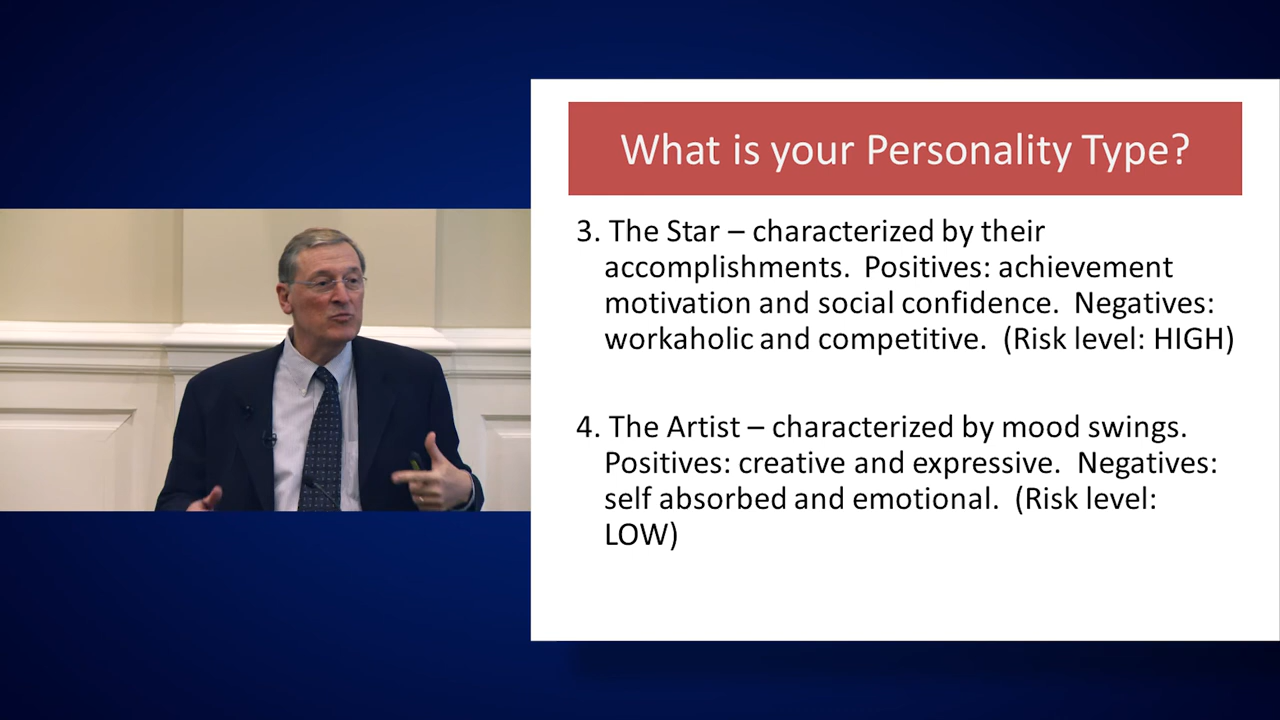 What is your Personality Type?
3. The Star – characterized by their
accomplishments.  Positives: achievement
motivation and social confidence.  Negatives:
workaholic and competitive.  (Risk level: HIGH)
4. The Artist – characterized by mood swings.
Positives: creative and expressive.  Negatives:
self absorbed and emotional.  (Risk level:
LOW)